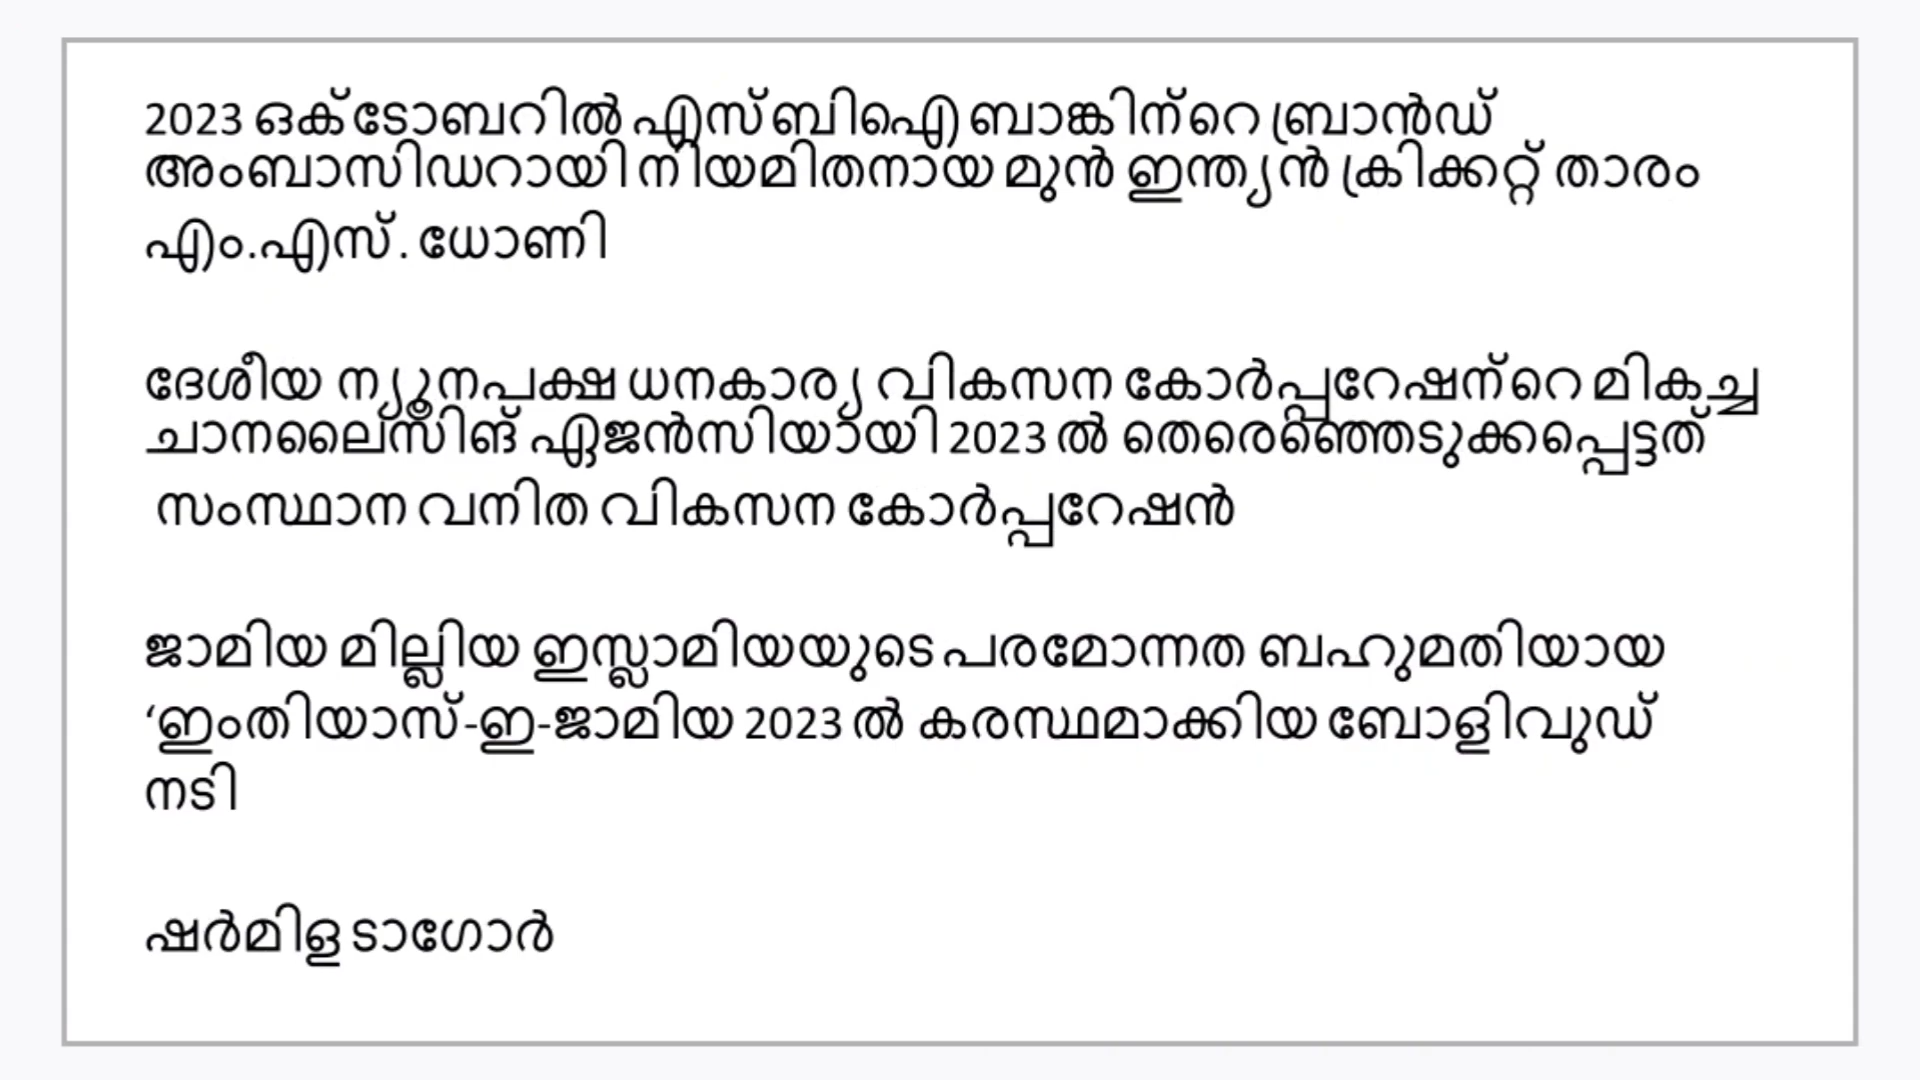 2023 ഒക്ടോബറിൽ എസ്ബിഐ ബാങ്കിന്റെ ബ്രാൻഡ്
അംബാസിഡറായി നിയമിതനായ മുൻ ഇന്ത്യൻ ക്രിക്കറ്റ് താരം
എം.എസ്. ധോണി
ദേശീയ ന്യൂനപക്ഷ ധനകാര്യ വികസന കോർപ്പറേഷന്റെ മികച്ച
ചാനലൈസിങ് ഏജൻസിയായി 2023 ൽ തെരെഞ്ഞെടുക്കപ്പെട്ടത്
സംസ്ഥാന വനിത വികസന കോർപ്പറേഷൻ
ജാമിയ മില്ലിയ ഇസ്ലാമിയയുടെ പരമോന്നത ബഹുമതിയായ
‘ഇംതിയാസ്-ഇ-ജാമിയ 2023 ൽ കരസ്ഥമാക്കിയ ബോളിവുഡ്
നടി
ഷർമിള ടാഗോർ